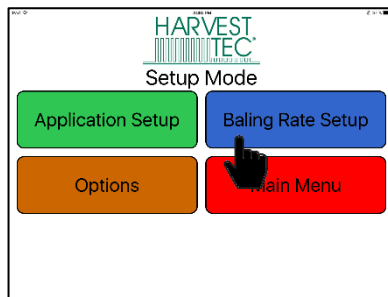 HARVEST
TEC
Setup Mode
Application Setup
Baling Rate Setup
Options
Main Menu